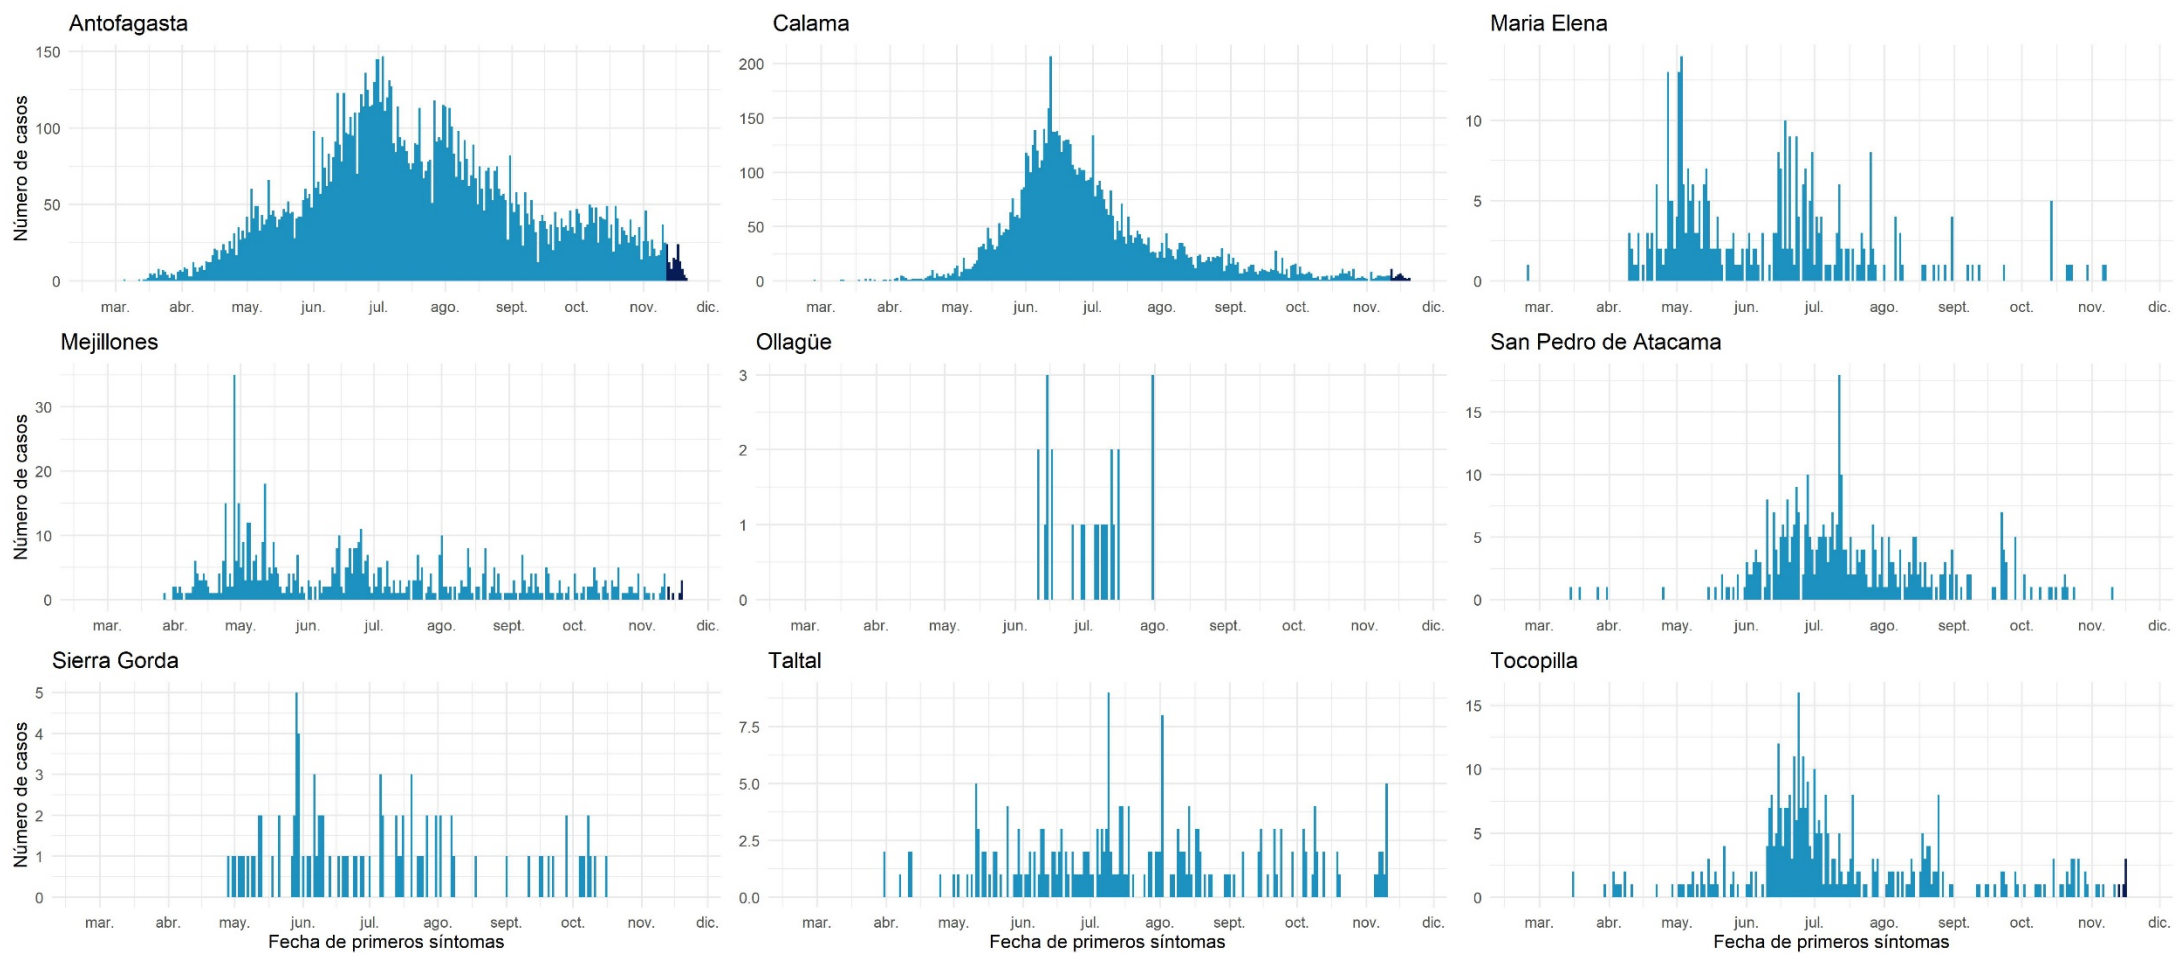 Antofagasta
Calama
Maria Elena
Número de casos
150
100
50
0
mar. abr. may. jun. jul. ago. sept. oct. nov. dic.
200
150
100
50
0
mar. abr. may. jun. jul. ago. sept. oct. nov. dic.
10
5
0
mar. abr. may. jun. jul. ago. sept. oct. nov. dic.
Mejillones
Ollagüe
San Pedro de Atacama
Número de casos
30
20
10
0
mar. abr. may. jun. jul. ago. sept. oct. nov. dic.
3
2
1
0
mar. abr. may. jun. jul. ago. sept. oct. nov. dic.
15
10
5
0
mar. abr. may. jun. jul. ago. sept. oct. nov. dic.
Sierra Gorda
Taltal
Tocopilla
Número de casos
5
4
3
2
1
0
mar. abr. may. jun. jul. ago. sept. oct. nov. dic.
Fecha de primeros síntomas
7.5
5.0
2.5
0.0
mar. abr. may. jun. jul. ago. sept. oct. nov. dic.
Fecha de primeros síntomas
15
10
5
0
mar. abr. may. jun. jul. ago. sept. oct. nov. dic.
Fecha de primeros síntomas